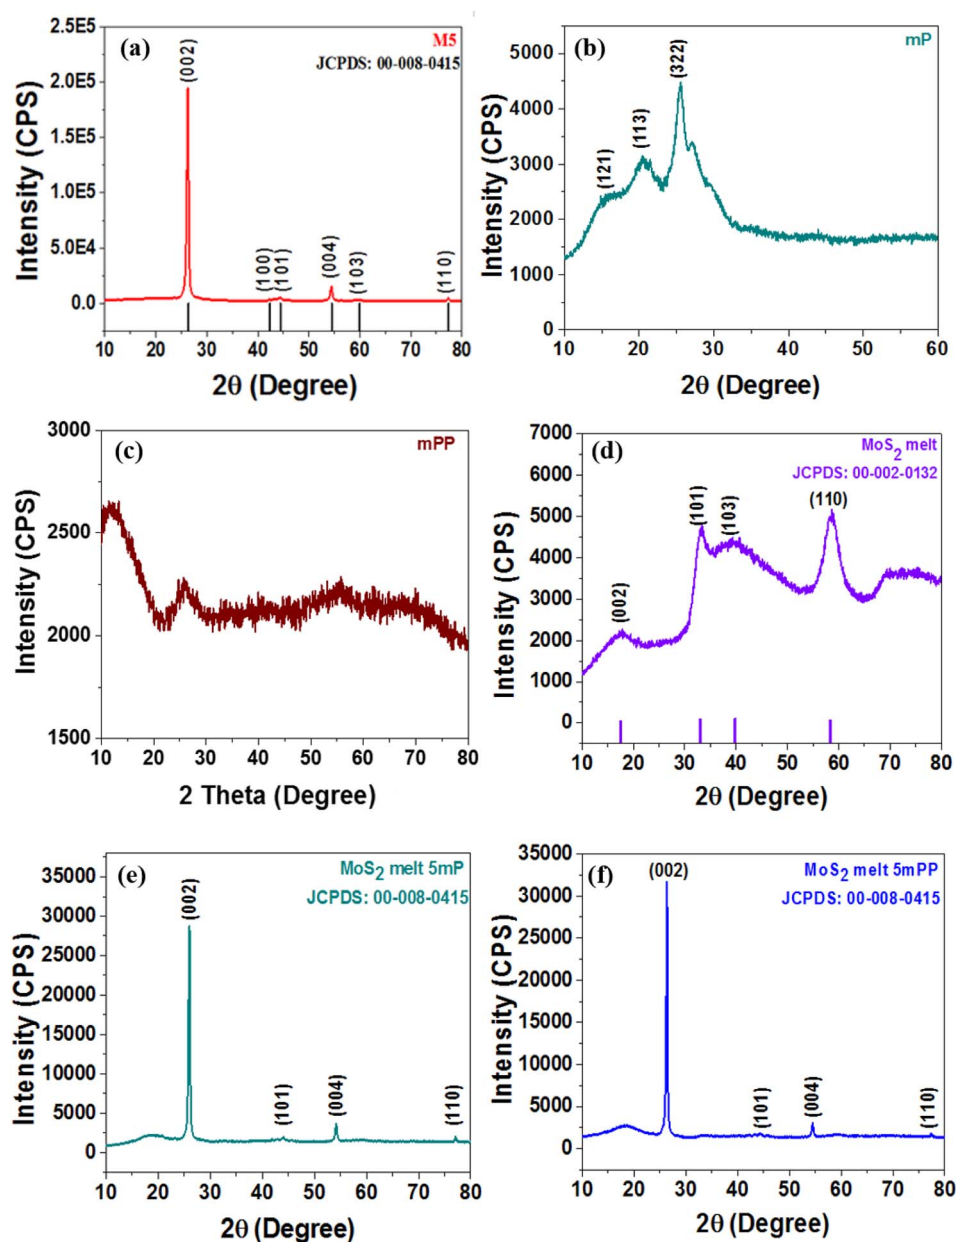 (a)
M5
JCPDS: 00-008-0415
(002)
(100)
(101)
(004)
(103)
(110)
2.5E5
2.0E5
1.5E5
1.0E5
5.0E4
0.0
Intensity (CPS)
10 20 30 40 50 60 70 80
2θ (Degree)
(b)
mP
(121)
(113)
(322)
5000
4000
3000
2000
1000
0
Intensity (CPS)
10 20 30 40 50 60
2θ (Degree)
(c)
mPP
3000
2500
2000
1500
Intensity (CPS)
10 20 30 40 50 60 70 80
2 Theta (Degree)
(d)
MoS2 melt
JCPDS: 00-002-0132
(002)
(101)
(103)
(110)
7000
6000
5000
4000
3000
2000
1000
0
Intensity (CPS)
10 20 30 40 50 60 70 80
2θ (Degree)
(e)
MoS2 melt 5mP
JCPDS: 00-008-0415
(002)
(101)
(004)
(110)
35000
30000
25000
20000
15000
10000
5000
0
Intensity (CPS)
10 20 30 40 50 60 70 80
2θ (Degree)
(f)
MoS2 melt 5mPP
JCPDS: 00-008-0415
(002)
(101)
(004)
(110)
35000
30000
25000
20000
15000
10000
5000
0
Intensity (CPS)
10 20 30 40 50 60 70 80
2θ (Degree)